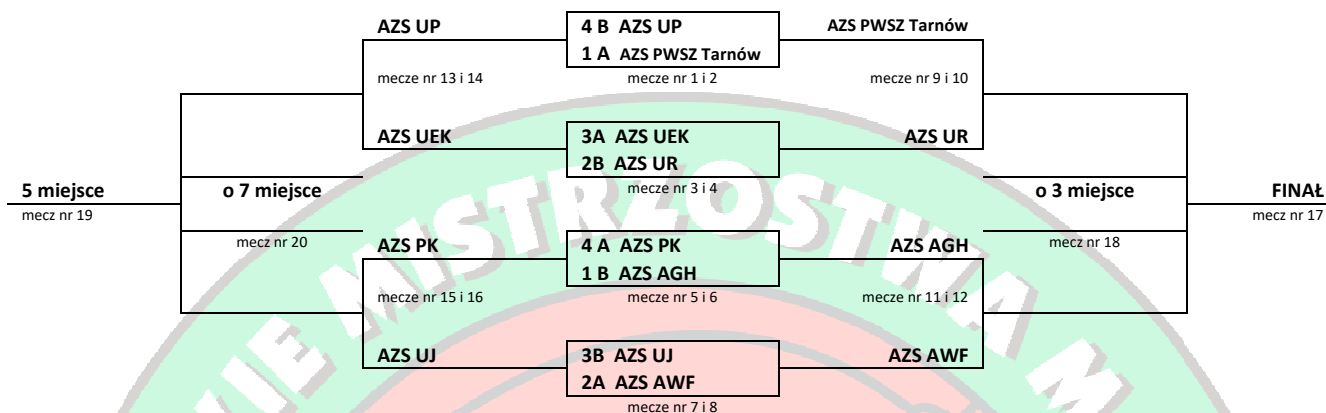 AZS UP 4 B AZS UP AZS PWSZ Tarnów
1 A AZS PWSZ Tarnów
mecze nr 13 i 14 mecze nr 1 i 2 mecze nr 9 i 10
AZS UEK 3A AZS UEK AZS UR
2B AZS UR
mecze nr 3 i 4
5 miejsce o 7 miejsce o 3 miejsce FINAŁ
mecz nr 19 mecz nr 17
mecz nr 20 AZS PK 4 A AZS PK AZS AGH mecz nr 18
1 B AZS AGH
mecze nr 15 i 16 mecze nr 5 i 6 mecze nr 11 i 12
AZS UJ 3B AZS UJ AZS AWF
2A AZS AWF
mecze nr 7 i 8
IE MISTRZOSTWA M